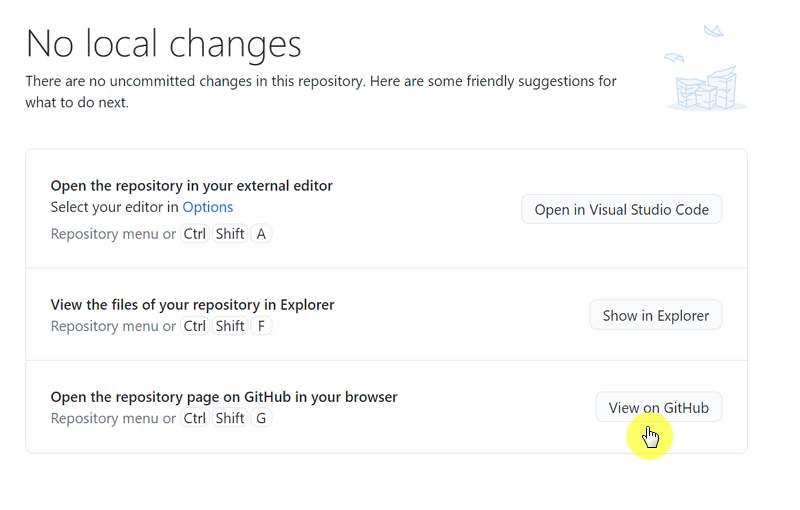 No local changes
There are no uncommitted changes in this repository. Here are some friendly suggestions for
what to do next.
Open the repository in your external editor
Select your editor in Options
Repository menu or Ctrl Shift A
Open in Visual Studio Code
View the files of your repository in Explorer
Repository menu or Ctrl Shift F
Show in Explorer
Open the repository page on GitHub in your browser
Repository menu or Ctrl Shift G
View on GitHub